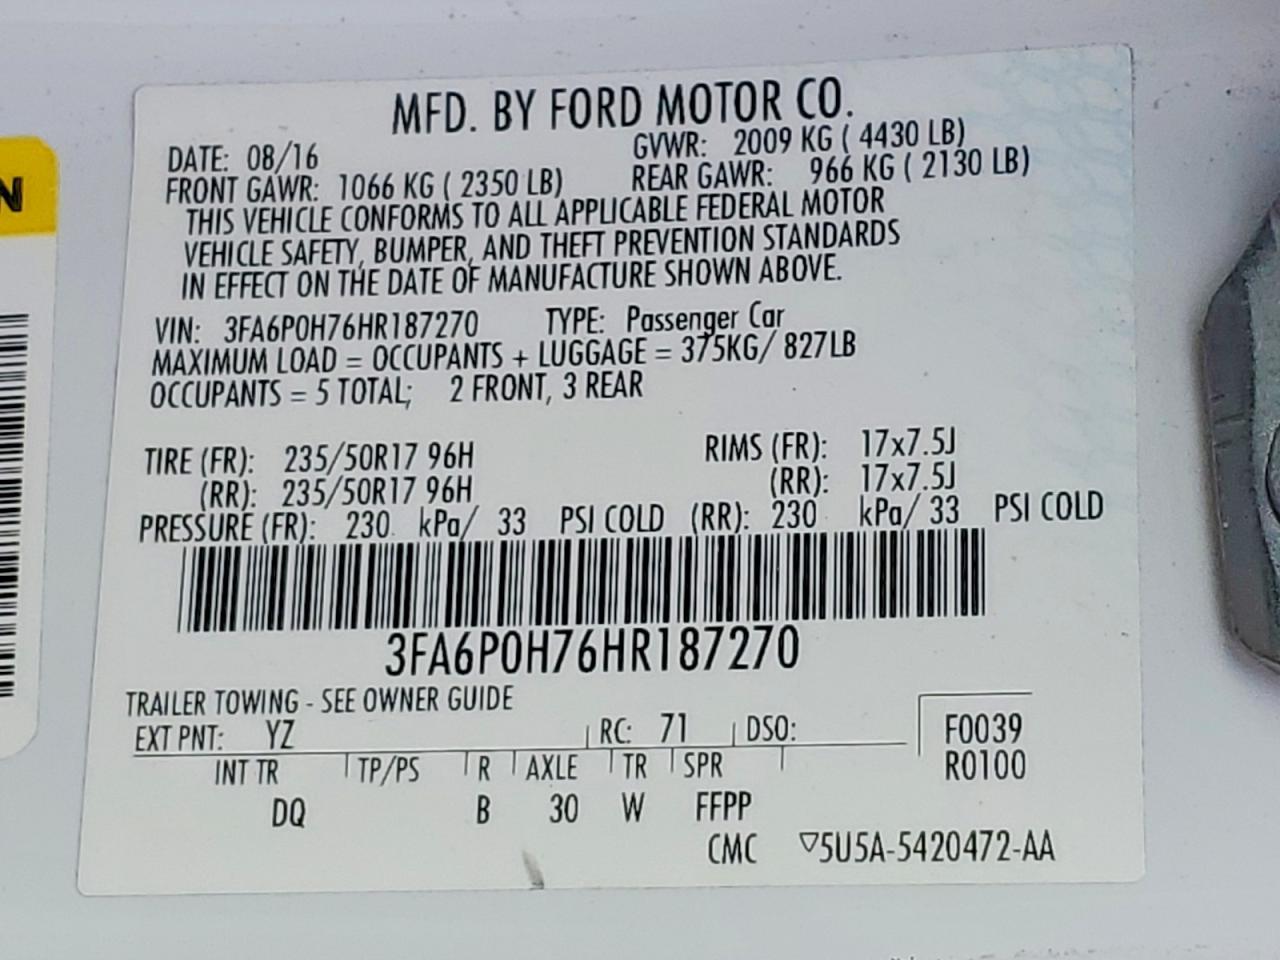 MFD. BY FORD MOTOR CO.
DATE: 08/16 GVWR: 2009 KG ( 4430 LB)
FRONT GAWR: 1066 KG ( 2350 LB) REAR GAWR: 966 KG ( 2130 LB)
THIS VEHICLE CONFORMS TO ALL APPLICABLE FEDERAL MOTOR
VEHICLE SAFETY, BUMPER, AND THEFT PREVENTION STANDARDS
IN EFFECT ON THE DATE OF MANUFACTURE SHOWN ABOVE.
VIN: 3FA6P0H76HR187270 TYPE: Passenger Car
MAXIMUM LOAD = OCCUPANTS + LUGGAGE = 375KG/ 827LB
OCCUPANTS = 5 TOTAL; 2 FRONT, 3 REAR
TIRE (FR): 235/50R17 96H RIMS (FR): 17x7.5J
(RR): 235/50R17 96H (RR): 17x7.5J
PRESSURE (FR): 230 kPa/ 33 PSI COLD (RR): 230 kPa/ 33 PSI COLD
3FA6P0H76HR187270
TRAILER TOWING - SEE OWNER GUIDE
EXT PNT: YZ RC: 71 DSO: F0039
INT TR TP/PS R AXLE TR SPR R0100
DQ B 30 W FFPP
CMC ▽5U5A-5420472-AA
N